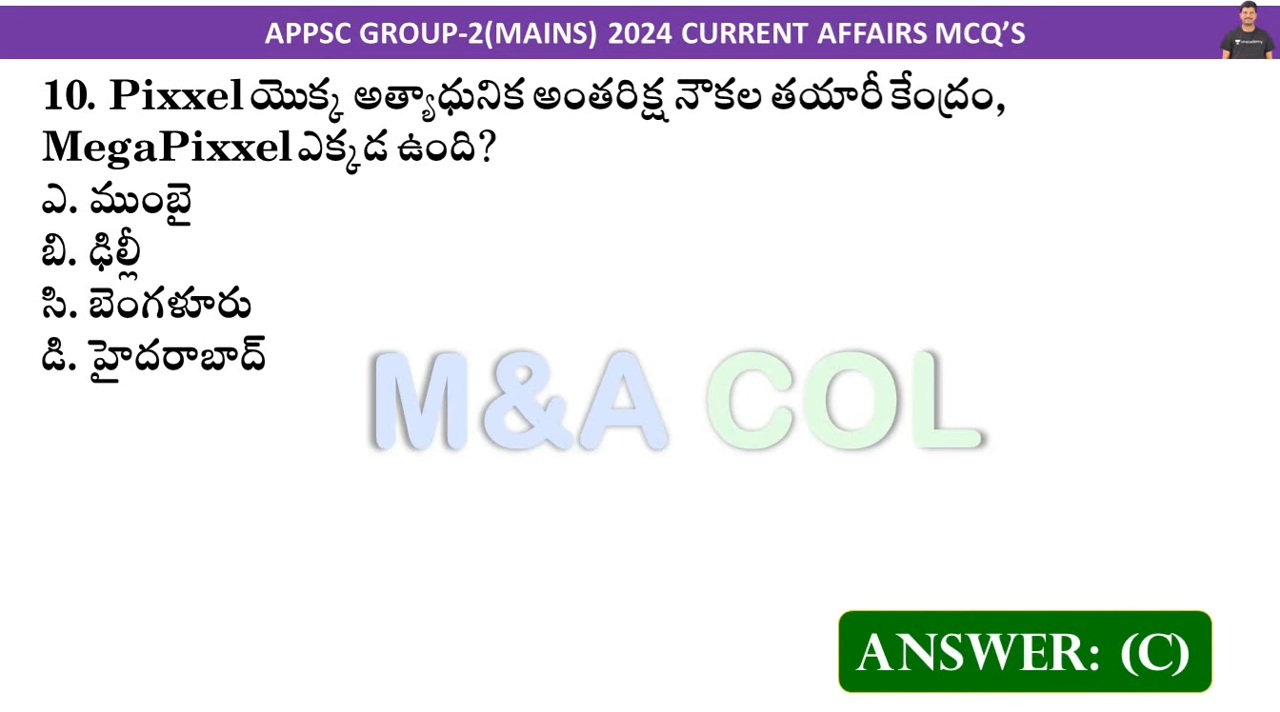 APPSC GROUP-2(MAINS) 2024 CURRENT AFFAIRS MCQ’S
10. Pixxel యొక్క అత్యాధునిక అంతరిక్ష నౌకల తయారీ కేంద్రం,
MegaPixxel ఎక్కడ ఉంది?
ఎ. ముంబై
బి. ఢిల్లీ
సి. బెంగళూరు
డి. హైదరాబాద్
M&A COL
ANSWER: (C)